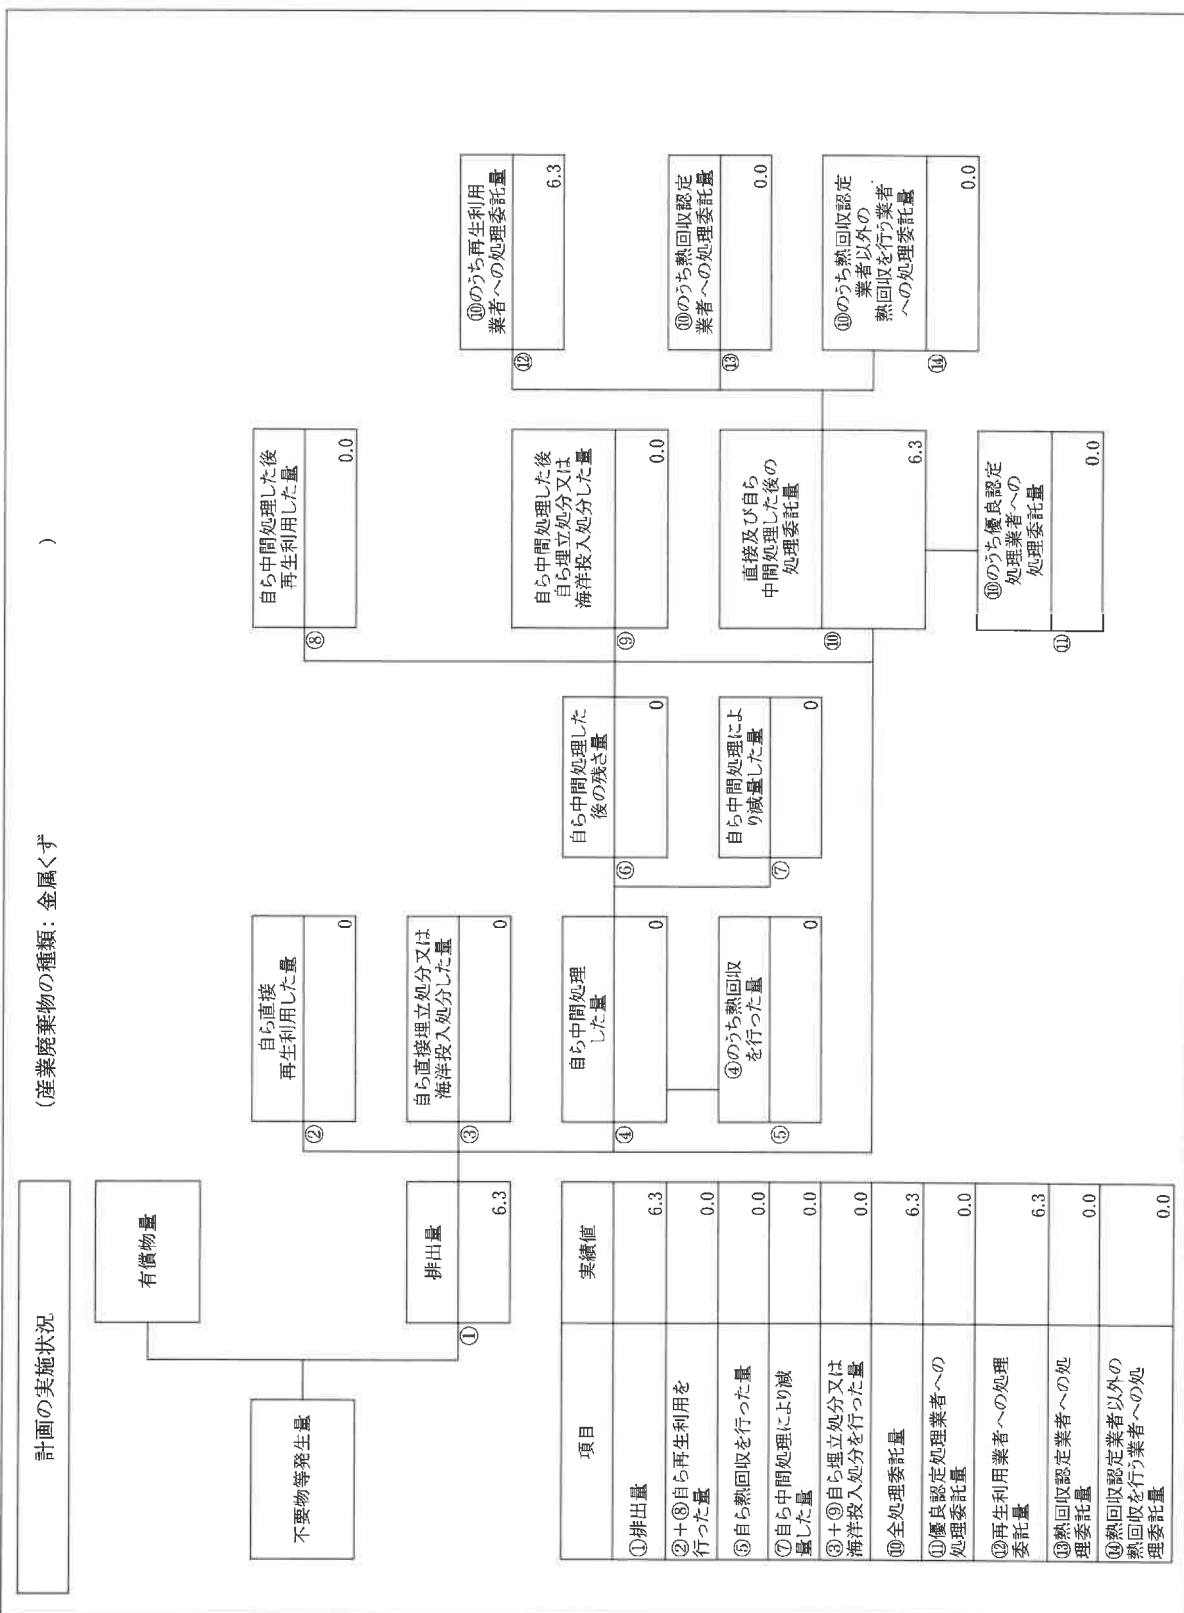 計画の実施状況
（産業廃棄物の種類：金属くず　）
不要物等発生量
有償物量
①
排出量
6.3
②
自ら直接
再生利用した量
0
③
自ら直接埋立処分又は
海洋投入処分した量
0
④
自ら中間処理
した量
0
⑤
④のうち熱回収
を行った量
0
⑥
自ら中間処理した
後の残さ量
0
⑦
自ら中間処理によ
り減量した量
0
⑧
自ら中間処理した後
再生利用した量
0.0
⑨
自ら中間処理した後
自ら埋立処分又は
海洋投入処分した量
0.0
⑩
直接及び自ら
中間処理した後の
処理委託量
6.3
⑪
⑩のうち優良認定
処理業者への
処理委託量
0.0
⑫
⑩のうち再生利用
業者への処理委託量
6.3
⑬
⑩のうち熱回収認定
業者への処理委託量
0.0
⑭
⑩のうち熱回収認定
業者以外の
熱回収を行う業者
への処理委託量
0.0
項目 実績値
①排出量 6.3
②＋⑧自ら再生利用を
行った量 0.0
⑤自ら熱回収を行った量 0.0
⑦自ら中間処理により減
量した量 0.0
③＋⑨自ら埋立処分又は
海洋投入処分を行った量 0.0
⑩全処理委託量 6.3
⑪優良認定処理業者への
処理委託量 0.0
⑫再生利用業者への処理
委託量 6.3
⑬熱回収認定業者への処
理委託量 0.0
⑭熱回収認定業者以外の
熱回収を行う業者への処
理委託量 0.0